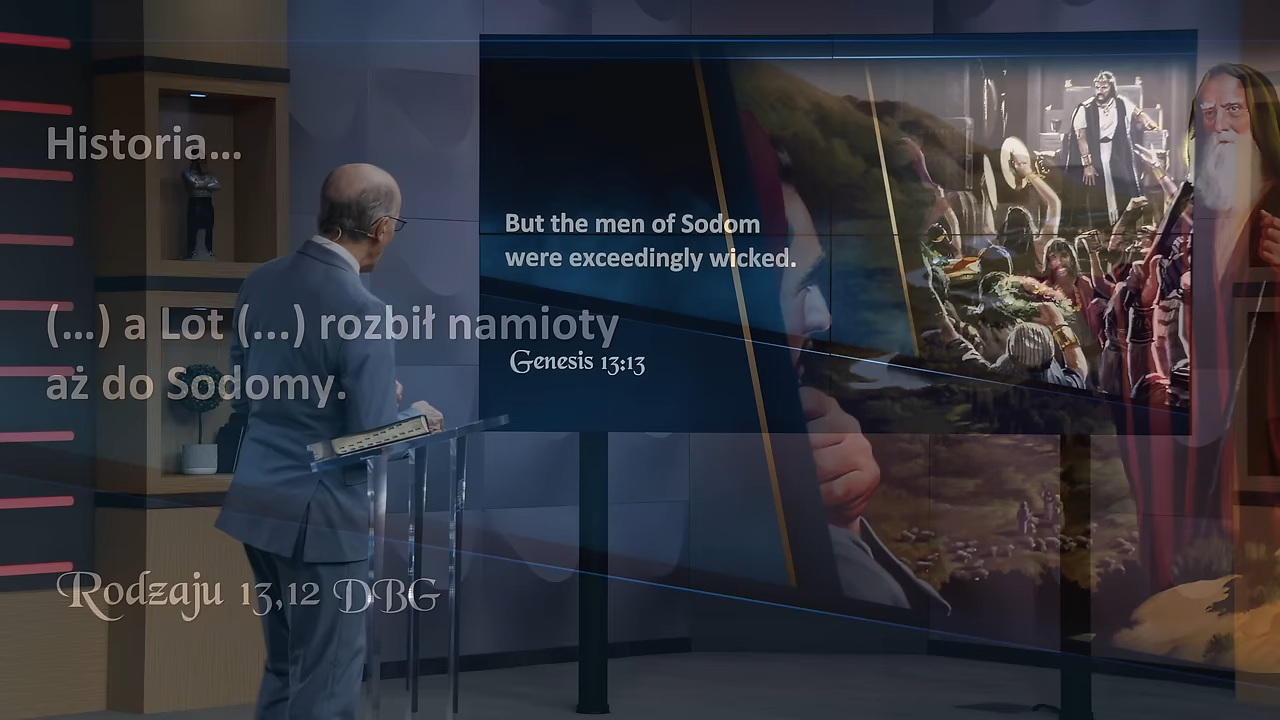 Historia...
(...) a Lot (...) rozbił namioty
aż do Sodomy.
Rodzaju 13,12 DBG
But the men of Sodom
were exceedingly wicked.
Genesis 13:13